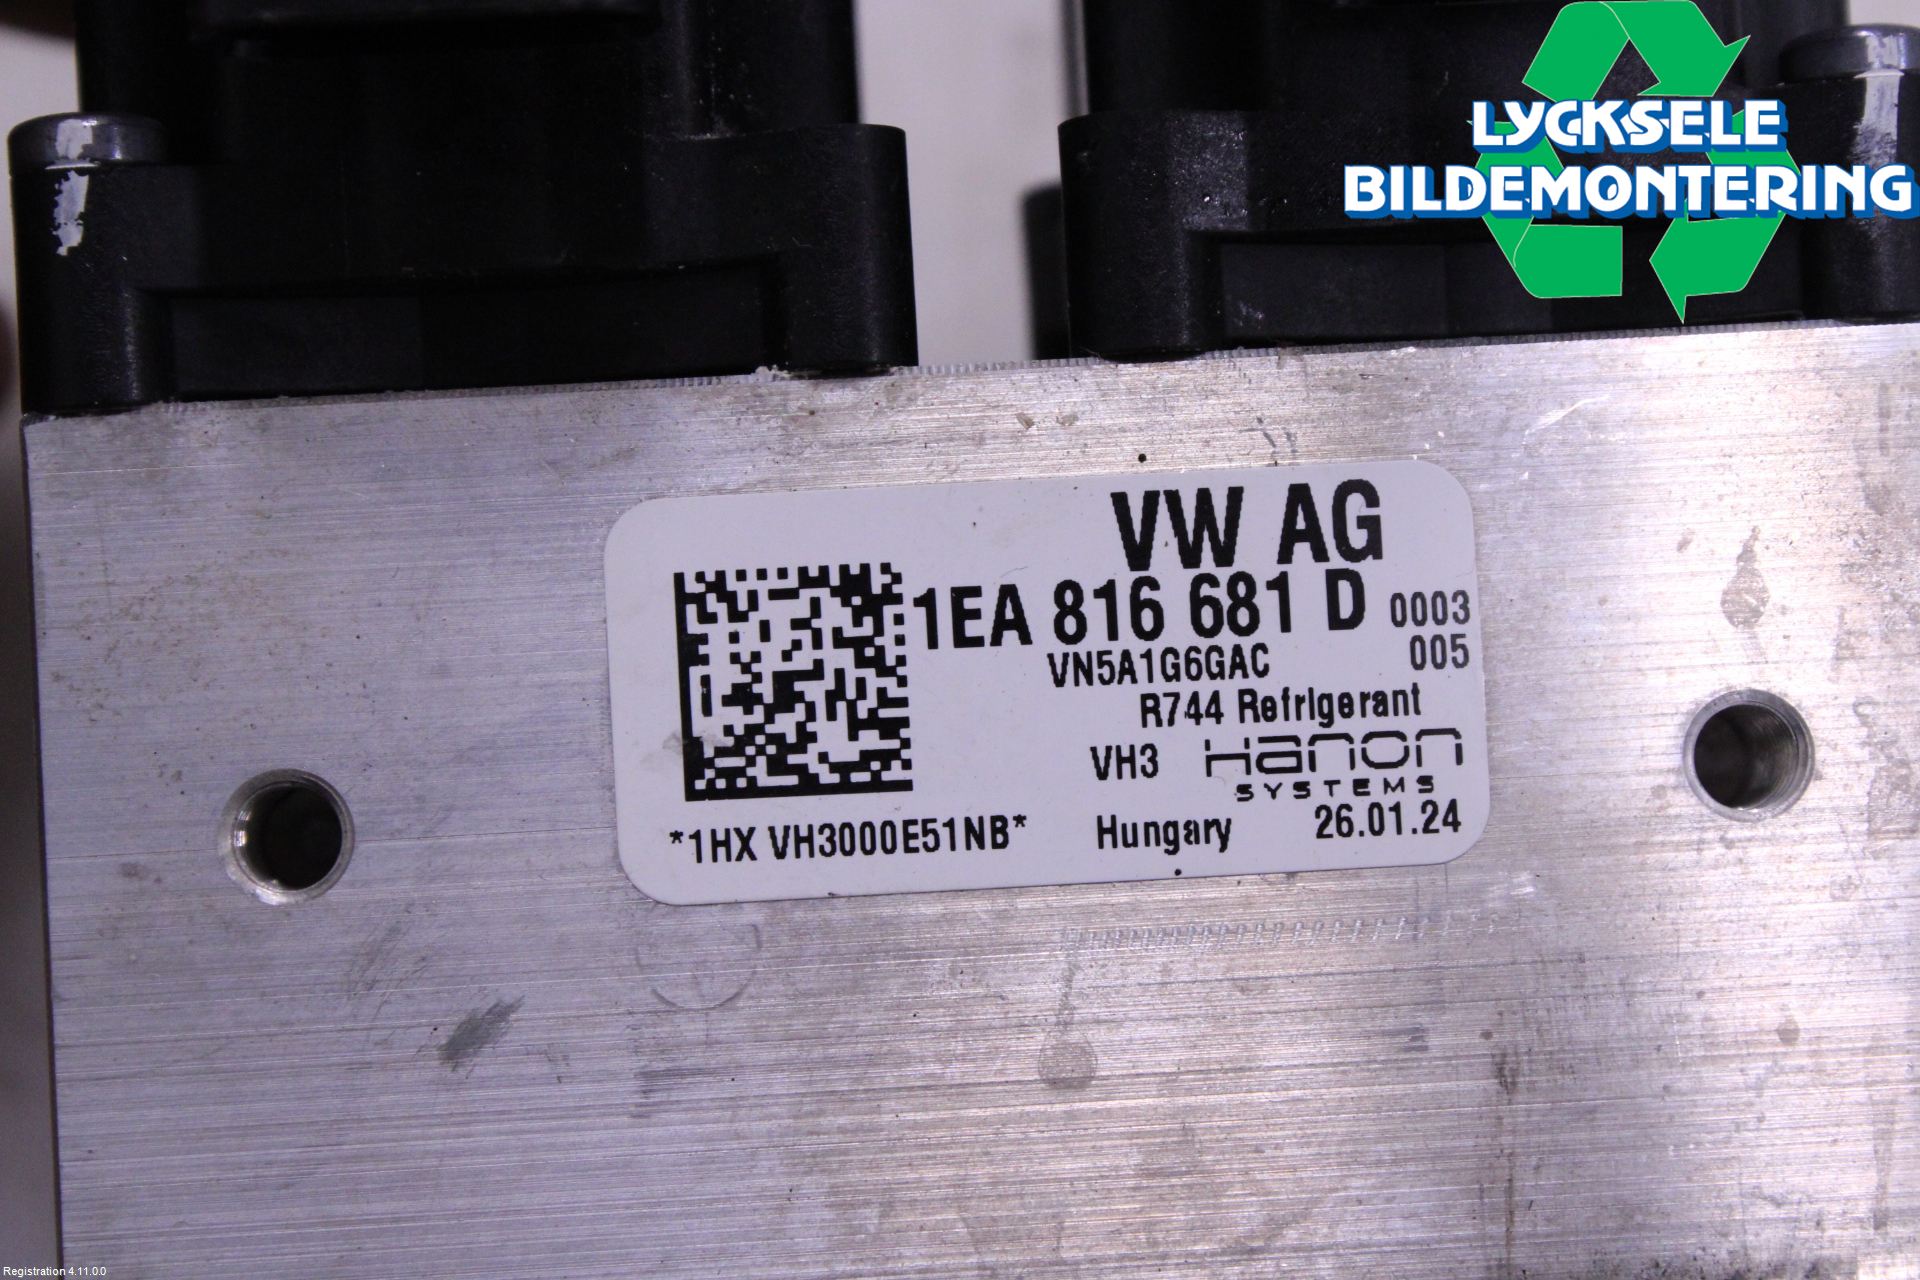 LYCKSELE
BILDEMONTERING
VW AG
1EA 816 681 D 0003
VN5A1G6GAC 005
R744 Refrigerant
VH3 Hanon
SYSTEMS
*1HX VH3000E51NB* Hungary 26.01.24
Registration 4.11.0.0